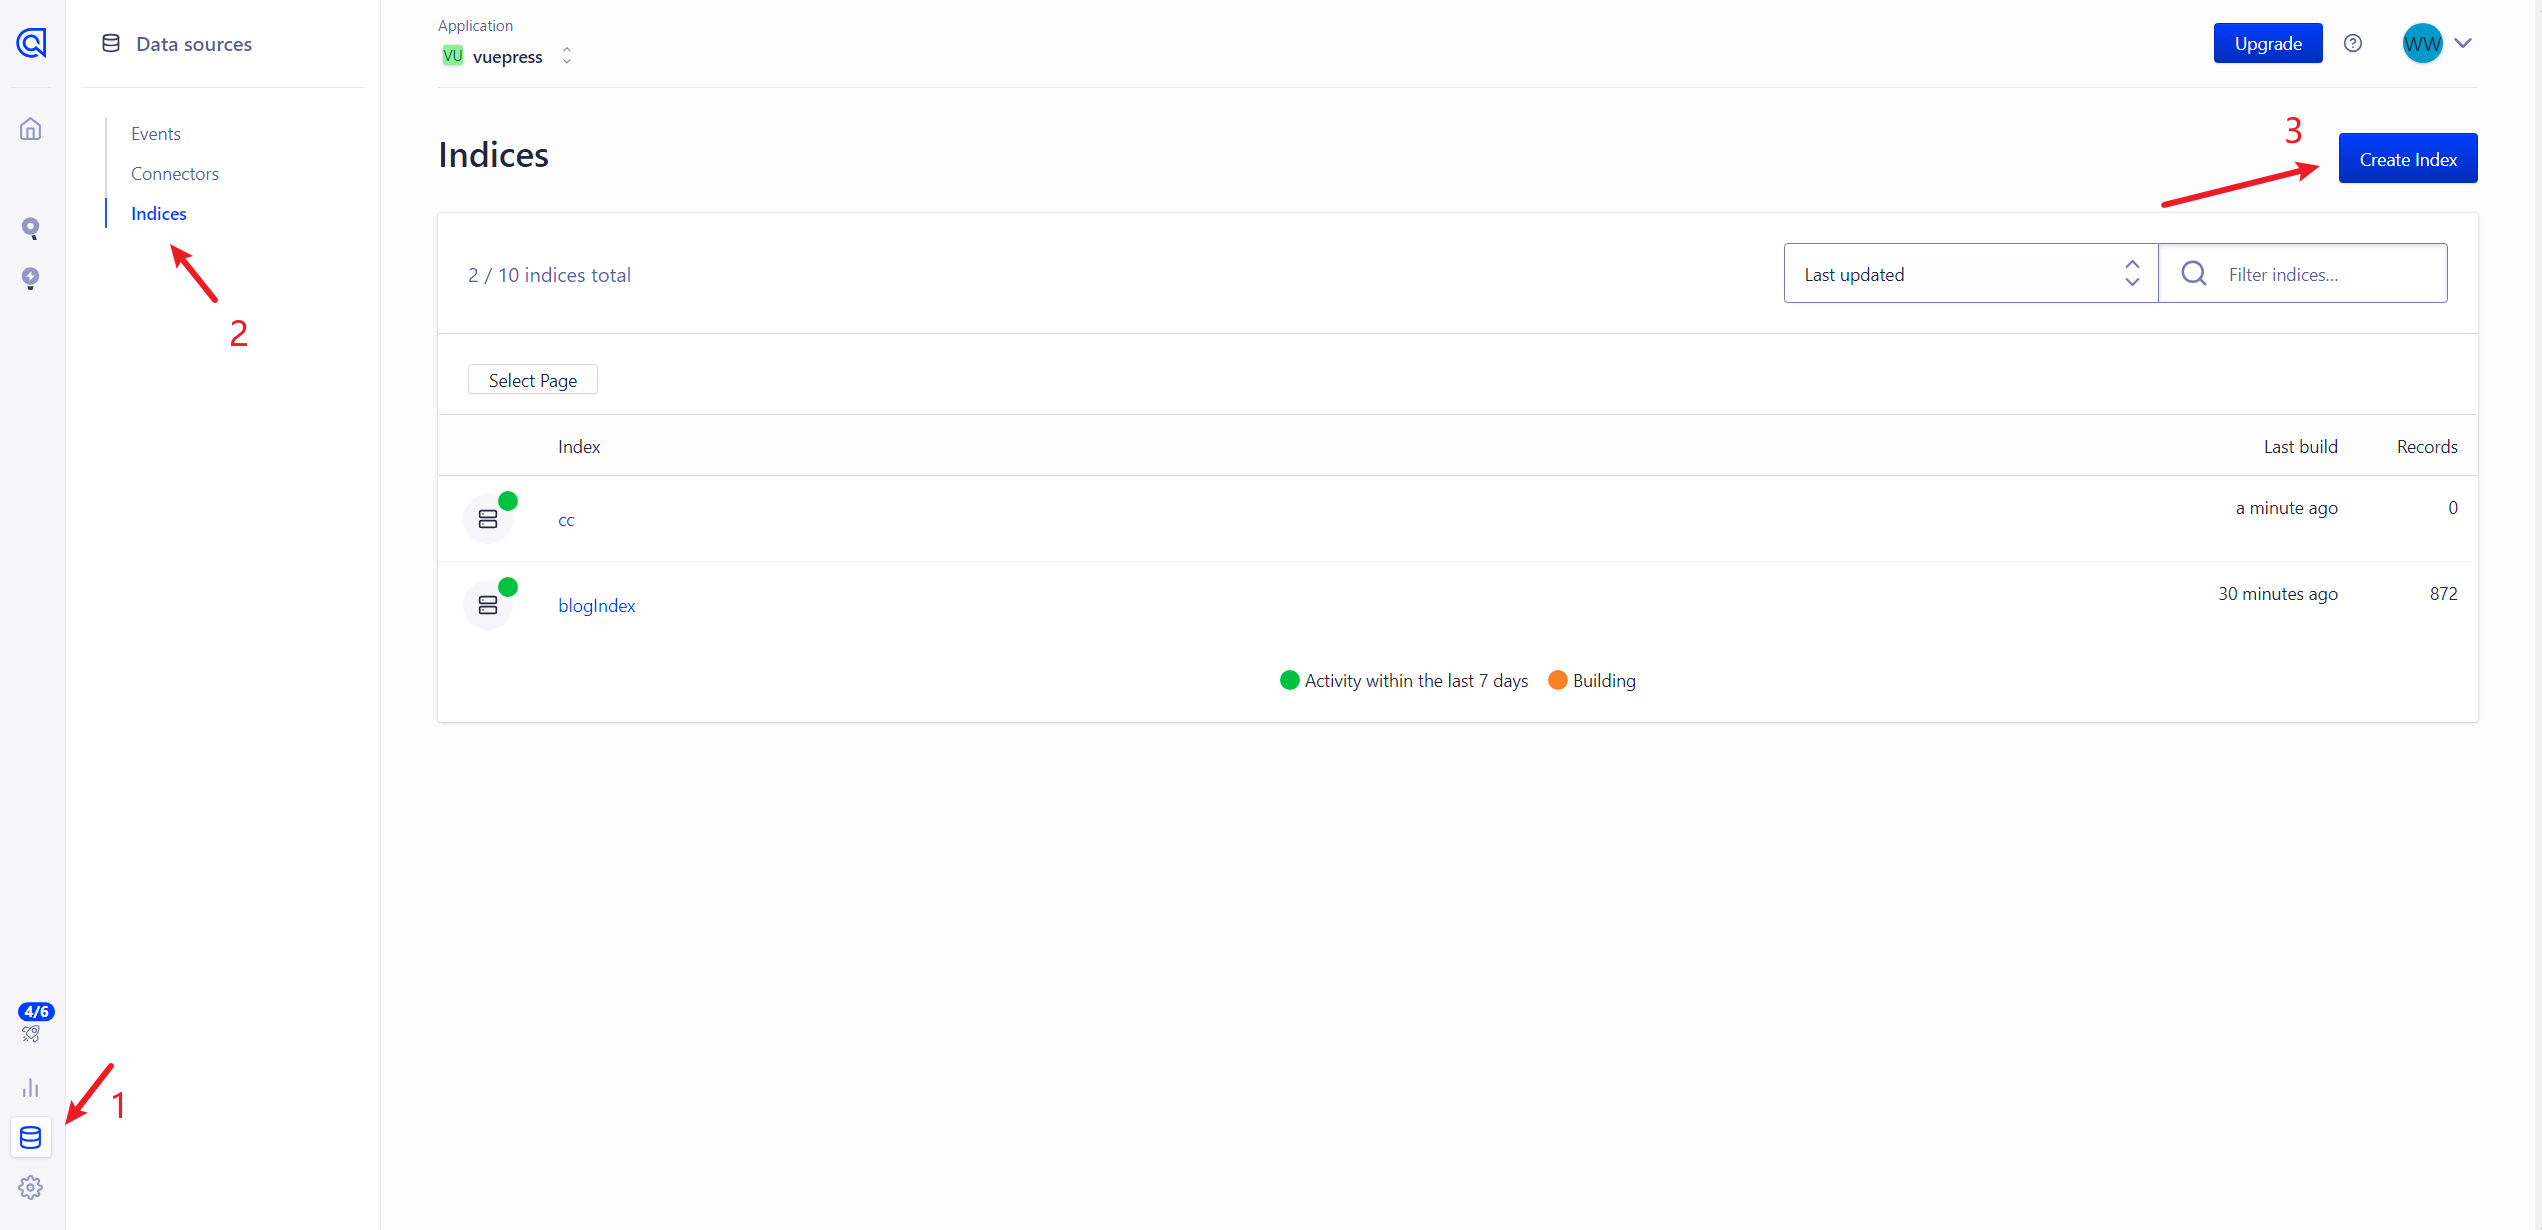 Data sources
Events
Connectors
Indices
2
4/6
1
Application
VU vuepress
Upgrade
WW
Indices
3
Create Index
2 / 10 indices total
Last updated
Filter indices...
Select Page
Index Last build Records
cc a minute ago 0
blogIndex 30 minutes ago 872
Activity within the last 7 days Building